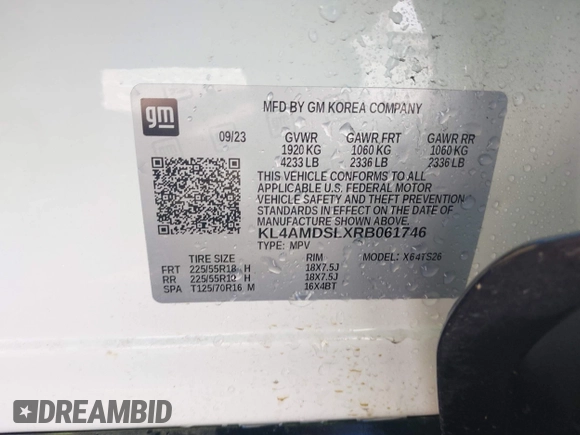 gm
MFD BY GM KOREA COMPANY
09/23 GVWR GAWR FRT GAWR RR
1920 KG 1060 KG 1060 KG
4233 LB 2336 LB 2336 LB
THIS VEHICLE CONFORMS TO ALL
APPLICABLE U.S. FEDERAL MOTOR
VEHICLE SAFETY AND THEFT PREVENTION
STANDARDS IN EFFECT ON THE DATE OF
MANUFACTURE SHOWN ABOVE.
KL4AMDSLXRB061746
TYPE: MPV MODEL: X64TS26
TIRE SIZE RIM
FRT 225/55R18 H 18X7.5J
RR 225/55R18 H 18X7.5J
SPA T125/70R16 M 16X4BT
DREAMBID